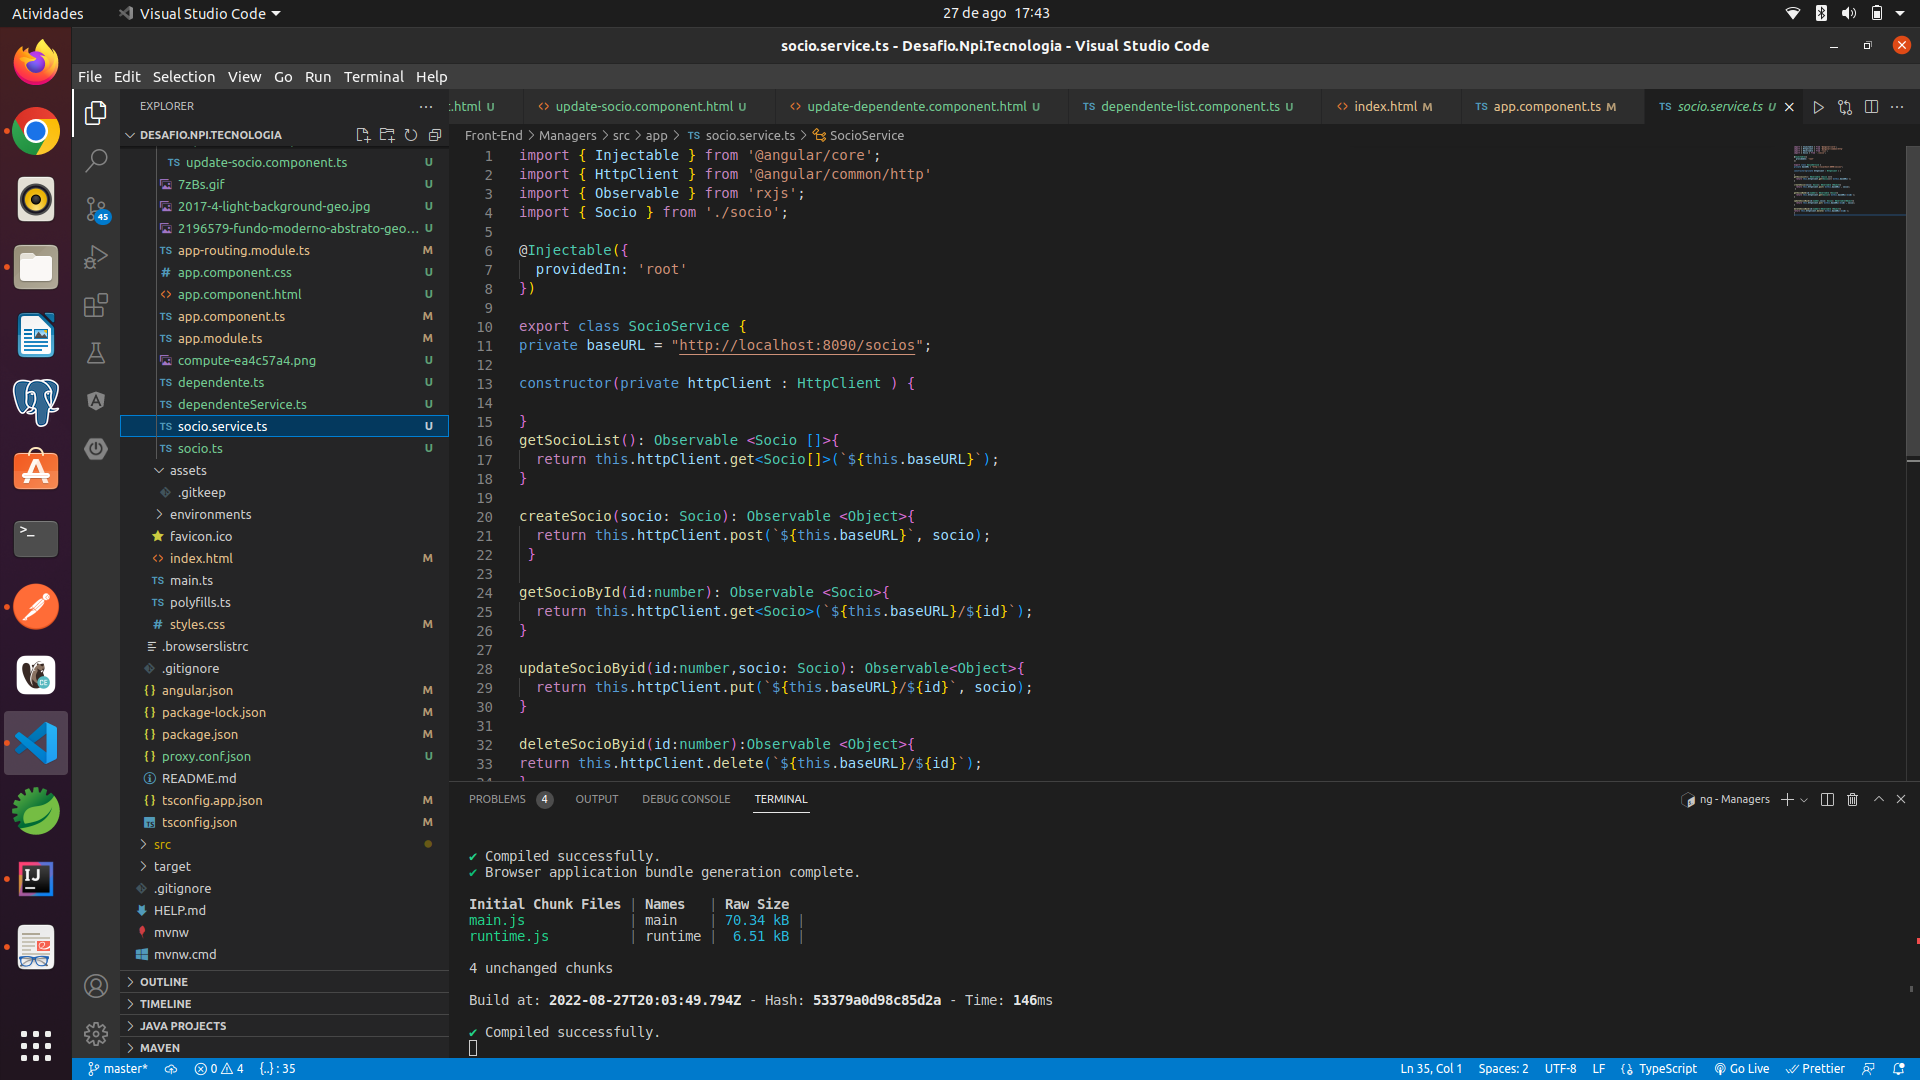 Atividades
Visual Studio Code
27 de ago 17:43
socio.service.ts - Desafio.Npi.Tecnologia - Visual Studio Code
File Edit Selection View Go Run Terminal Help
EXPLORER
DESAFIO.NPI.TECNOLOGIA
TS update-socio.component.ts U
7zBs.gif U
2017-4-light-background-geo.jpg U
2196579-fundo-moderno-abstrato-geo... U
TS app-routing.module.ts M
# app.component.css U
<> app.component.html U
TS app.component.ts M
TS app.module.ts M
compute-ea4c57a4.png U
TS dependente.ts U
TS dependenteService.ts U
TS socio.service.ts U
TS socio.ts U
assets
.gitkeep
environments
favicon.ico
<> index.html M
TS main.ts
TS polyfills.ts
# styles.css M
.browserslistrc
.gitignore
{} angular.json M
{} package-lock.json M
{} package.json M
{} proxy.conf.json U
README.md
{} tsconfig.app.json M
TS tsconfig.json M
src
target
.gitignore
HELP.md
mvnw
mvnw.cmd
OUTLINE
TIMELINE
JAVA PROJECTS
MAVEN
45
.html U
<> update-socio.component.html U
<> update-dependente.component.html U
TS dependente-list.component.ts U
<> index.html M
TS app.component.ts M
TS socio.service.ts U
Front-End > Managers > src > app > TS socio.service.ts > SocioService
1 import { Injectable } from '@angular/core';
2 import { HttpClient } from '@angular/common/http'
3 import { Observable } from 'rxjs';
4 import { Socio } from './socio';
5
6 @Injectable({
7 providedIn: 'root'
8 })
9
10 export class SocioService {
11 private baseURL = "http://localhost:8090/socios";
12
13 constructor(private httpClient : HttpClient ) {
14
15 }
16 getSocioList(): Observable <Socio []>{
17 return this.httpClient.get<Socio[]>(`${this.baseURL}`);
18 }
19
20 createSocio(socio: Socio): Observable <Object>{
21 return this.httpClient.post(`${this.baseURL}`, socio);
22 }
23
24 getSocioById(id:number): Observable <Socio>{
25 return this.httpClient.get<Socio>(`${this.baseURL}/${id}`);
26 }
27
28 updateSocioByid(id:number,socio: Socio): Observable<Object>{
29 return this.httpClient.put(`${this.baseURL}/${id}`, socio);
30 }
31
32 deleteSocioByid(id:number):Observable <Object>{
33 return this.httpClient.delete(`${this.baseURL}/${id}`);
PROBLEMS 4 OUTPUT DEBUG CONSOLE TERMINAL
ng - Managers
✔ Compiled successfully.
✔ Browser application bundle generation complete.
Initial Chunk Files | Names | Raw Size
main.js | main | 70.34 kB |
runtime.js | runtime | 6.51 kB |
4 unchanged chunks
Build at: 2022-08-27T20:03:49.794Z - Hash: 53379a0d98c85d2a - Time: 146ms
✔ Compiled successfully.
master* 0 4 {..} : 35
Ln 35, Col 1 Spaces: 2 UTF-8 LF {} TypeScript Go Live Prettier